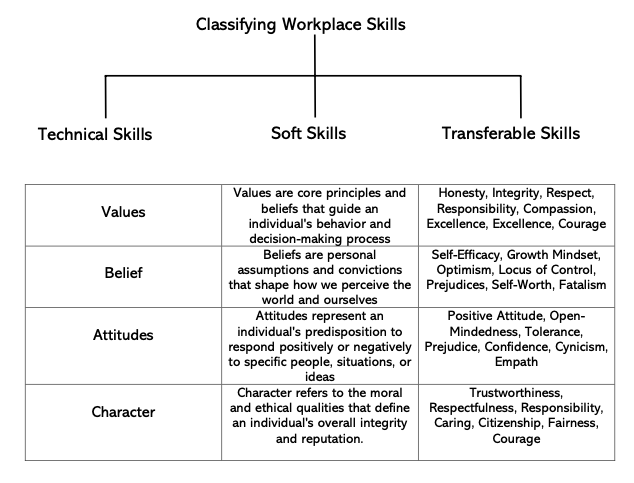 Classifying Workplace Skills
Technical Skills
Soft Skills
Transferable Skills
Values
Values are core principles and
beliefs that guide an
individual's behavior and
decision-making process
Honesty, Integrity, Respect,
Responsibility, Compassion,
Excellence, Excellence, Courage
Belief
Beliefs are personal
assumptions and convictions
that shape how we perceive the
world and ourselves
Self-Efficacy, Growth Mindset,
Optimism, Locus of Control,
Prejudices, Self-Worth, Fatalism
Attitudes
Attitudes represent an
individual's predisposition to
respond positively or negatively
to specific people, situations, or
ideas
Positive Attitude, Open-
Mindedness, Tolerance,
Prejudice, Confidence, Cynicism,
Empath
Character
Character refers to the moral
and ethical qualities that define
an individual's overall integrity
and reputation.
Trustworthiness,
Respectfulness, Responsibility,
Caring, Citizenship, Fairness,
Courage